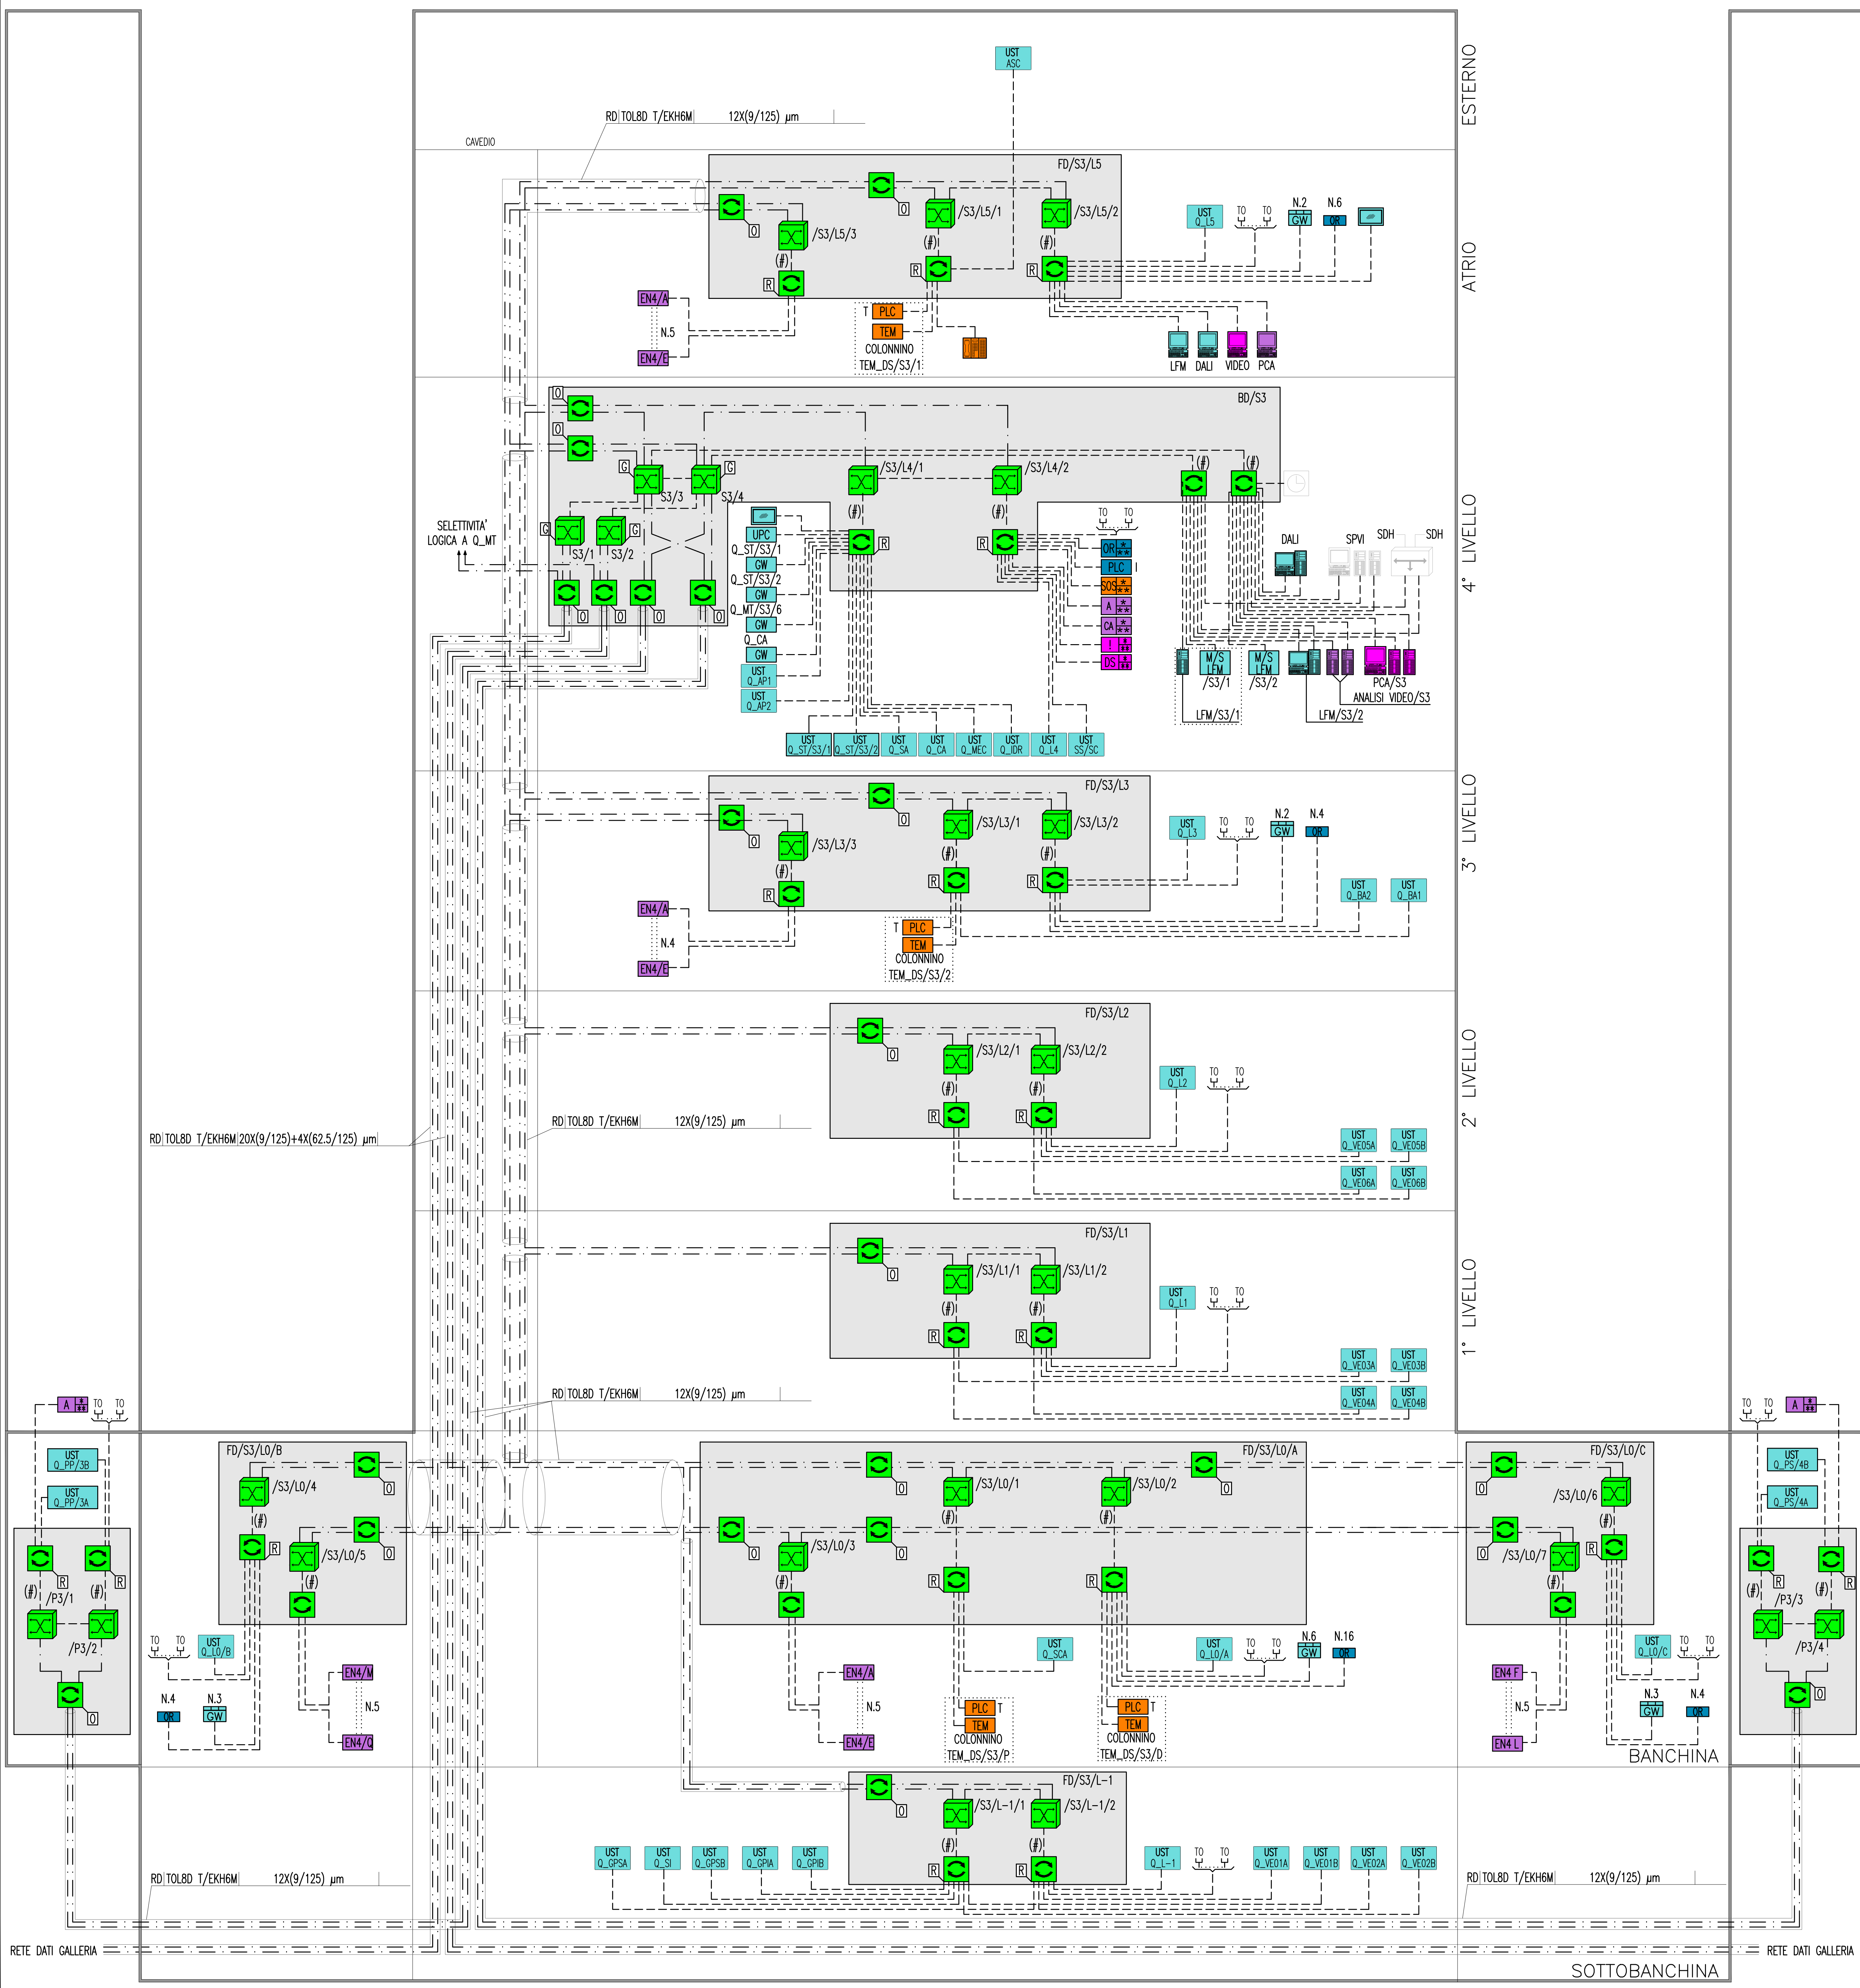 UST
ASC
ESTERNO
RD TOL8D T/EKH6M 12X(9/125) µm
CAVEDIO
FD/S3/L5
/S3/L5/1
/S3/L5/2
/S3/L5/3
O
O
(#)
(#)
(#)
R
R
R
UST
Q_L5
TO TO
N.2
GW
N.6
OR
ATRIO
EN4/A
N.5
EN4/E
T PLC
TEM
COLONNINO
TEM_DS/S3/1
LFM DALI VIDEO PCA
BD/S3
O
O
G
G
S3/3
S3/4
G
G
S3/1
S3/2
O
O
O
O
/S3/L4/1
/S3/L4/2
(#)
(#)
(#)
(#)
R
R
SELETTIVITA'
LOGICA A Q_MT
UPC
Q_ST/S3/1
GW
Q_ST/S3/2
GW
Q_MT/S3/6
GW
Q_CA
GW
UST
Q_AP1
UST
Q_AP2
TO TO
OR * **
PLC I
SOS * **
A * **
CA * **
I * **
DS * **
DALI
SPVI
SDH
SDH
M/S
LFM
/S3/1
M/S
LFM
/S3/2
PCA/S3
ANALISI VIDEO/S3
LFM/S3/1
LFM/S3/2
4° LIVELLO
UST
Q_ST/S3/1
UST
Q_ST/S3/2
UST
Q_SA
UST
Q_CA
UST
Q_MEC
UST
Q_IDR
UST
Q_L4
UST
SS/SC
FD/S3/L3
O
O
/S3/L3/1
/S3/L3/2
/S3/L3/3
(#)
(#)
(#)
R
R
R
UST
Q_L3
TO TO
N.2
GW
N.4
OR
3° LIVELLO
UST
Q_BA2
UST
Q_BA1
EN4/A
N.4
EN4/E
T PLC
TEM
COLONNINO
TEM_DS/S3/2
FD/S3/L2
O
/S3/L2/1
/S3/L2/2
(#)
(#)
R
R
UST
Q_L2
TO TO
2° LIVELLO
RD TOL8D T/EKH6M 12X(9/125) µm
RD TOL8D T/EKH6M 20X(9/125)+4X(62.5/125) µm
UST
Q_VE05A
UST
Q_VE05B
UST
Q_VE06A
UST
Q_VE06B
FD/S3/L1
O
/S3/L1/1
/S3/L1/2
(#)
(#)
R
R
UST
Q_L1
TO TO
1° LIVELLO
UST
Q_VE03A
UST
Q_VE03B
UST
Q_VE04A
UST
Q_VE04B
RD TOL8D T/EKH6M 12X(9/125) µm
A * **
TO TO
UST
Q_PP/3B
UST
Q_PP/3A
R
R
(#)
(#)
/P3/1
/P3/2
O
FD/S3/L0/B
/S3/L0/4
O
(#)
R
/S3/L0/5
O
(#)
TO TO
UST
Q_L0/B
N.4
OR
N.3
GW
EN4/M
N.5
EN4/Q
FD/S3/L0/A
O
/S3/L0/1
/S3/L0/2
O
(#)
(#)
O
/S3/L0/3
O
(#)
R
R
UST
Q_SCA
UST
Q_L0/A
TO TO
N.6
GW
N.16
OR
EN4/A
N.5
EN4/E
PLC T
TEM
COLONNINO
TEM_DS/S3/P
PLC T
TEM
COLONNINO
TEM_DS/S3/D
FD/S3/L0/C
O
/S3/L0/6
(#)
R
O
/S3/L0/7
(#)
UST
Q_L0/C
TO TO
N.3
GW
N.4
OR
EN4 F
N.5
EN4 L
BANCHINA
TO TO
A * **
UST
Q_PS/4B
UST
Q_PS/4A
R
R
(#)
(#)
/P3/3
/P3/4
O
FD/S3/L-1
O
/S3/L-1/1
/S3/L-1/2
(#)
(#)
R
R
UST
Q_GPSA
UST
Q_SI
UST
Q_GPSB
UST
Q_GPIA
UST
Q_GPIB
UST
Q_L-1
TO TO
UST
Q_VE01A
UST
Q_VE01B
UST
Q_VE02A
UST
Q_VE02B
RD TOL8D T/EKH6M 12X(9/125) µm
RD TOL8D T/EKH6M 12X(9/125) µm
RETE DATI GALLERIA
RETE DATI GALLERIA
SOTTOBANCHINA